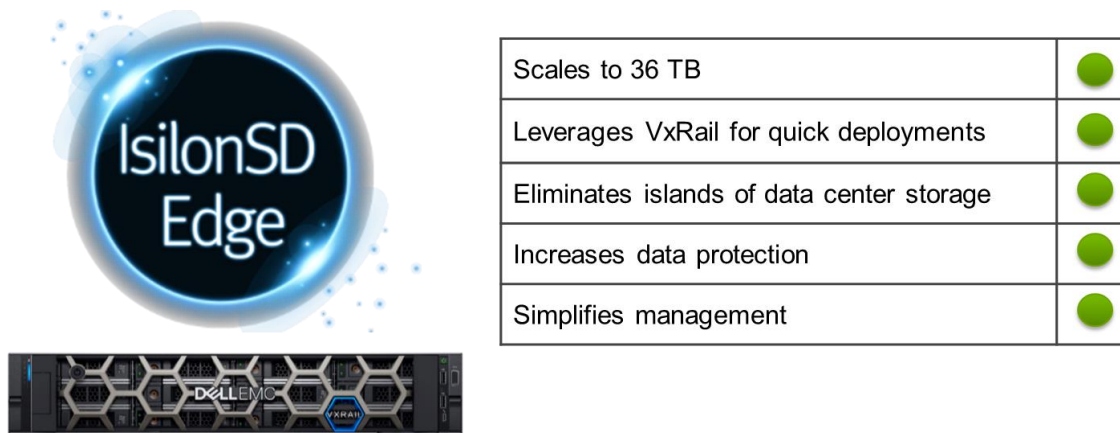 IsilonSD
Edge
Scales to 36 TB
Leverages VxRail for quick deployments
Eliminates islands of data center storage
Increases data protection
Simplifies management
DELLEMC
VXRAIL